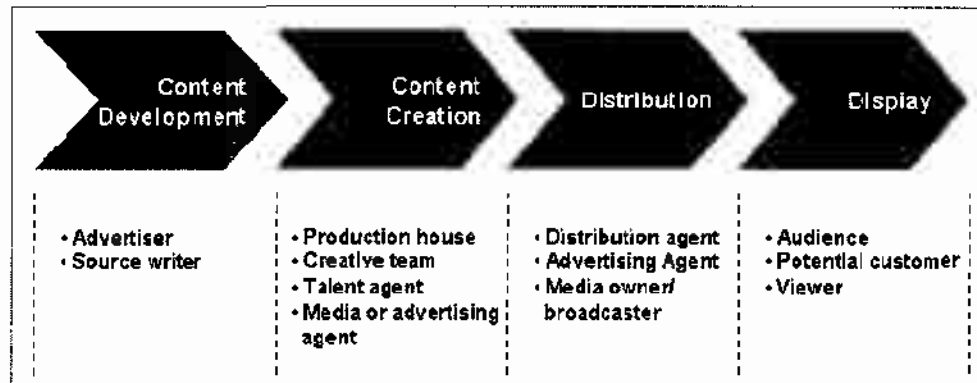 Content
Development
Content
Creation
Distribution
Display
• Advertiser
• Source writer
• Production house
• Creative team
• Talent agent
• Media or advertising
agent
• Distribution agent
• Advertising Agent
• Media owner/
broadcaster
• Audience
• Potential customer
• Viewer